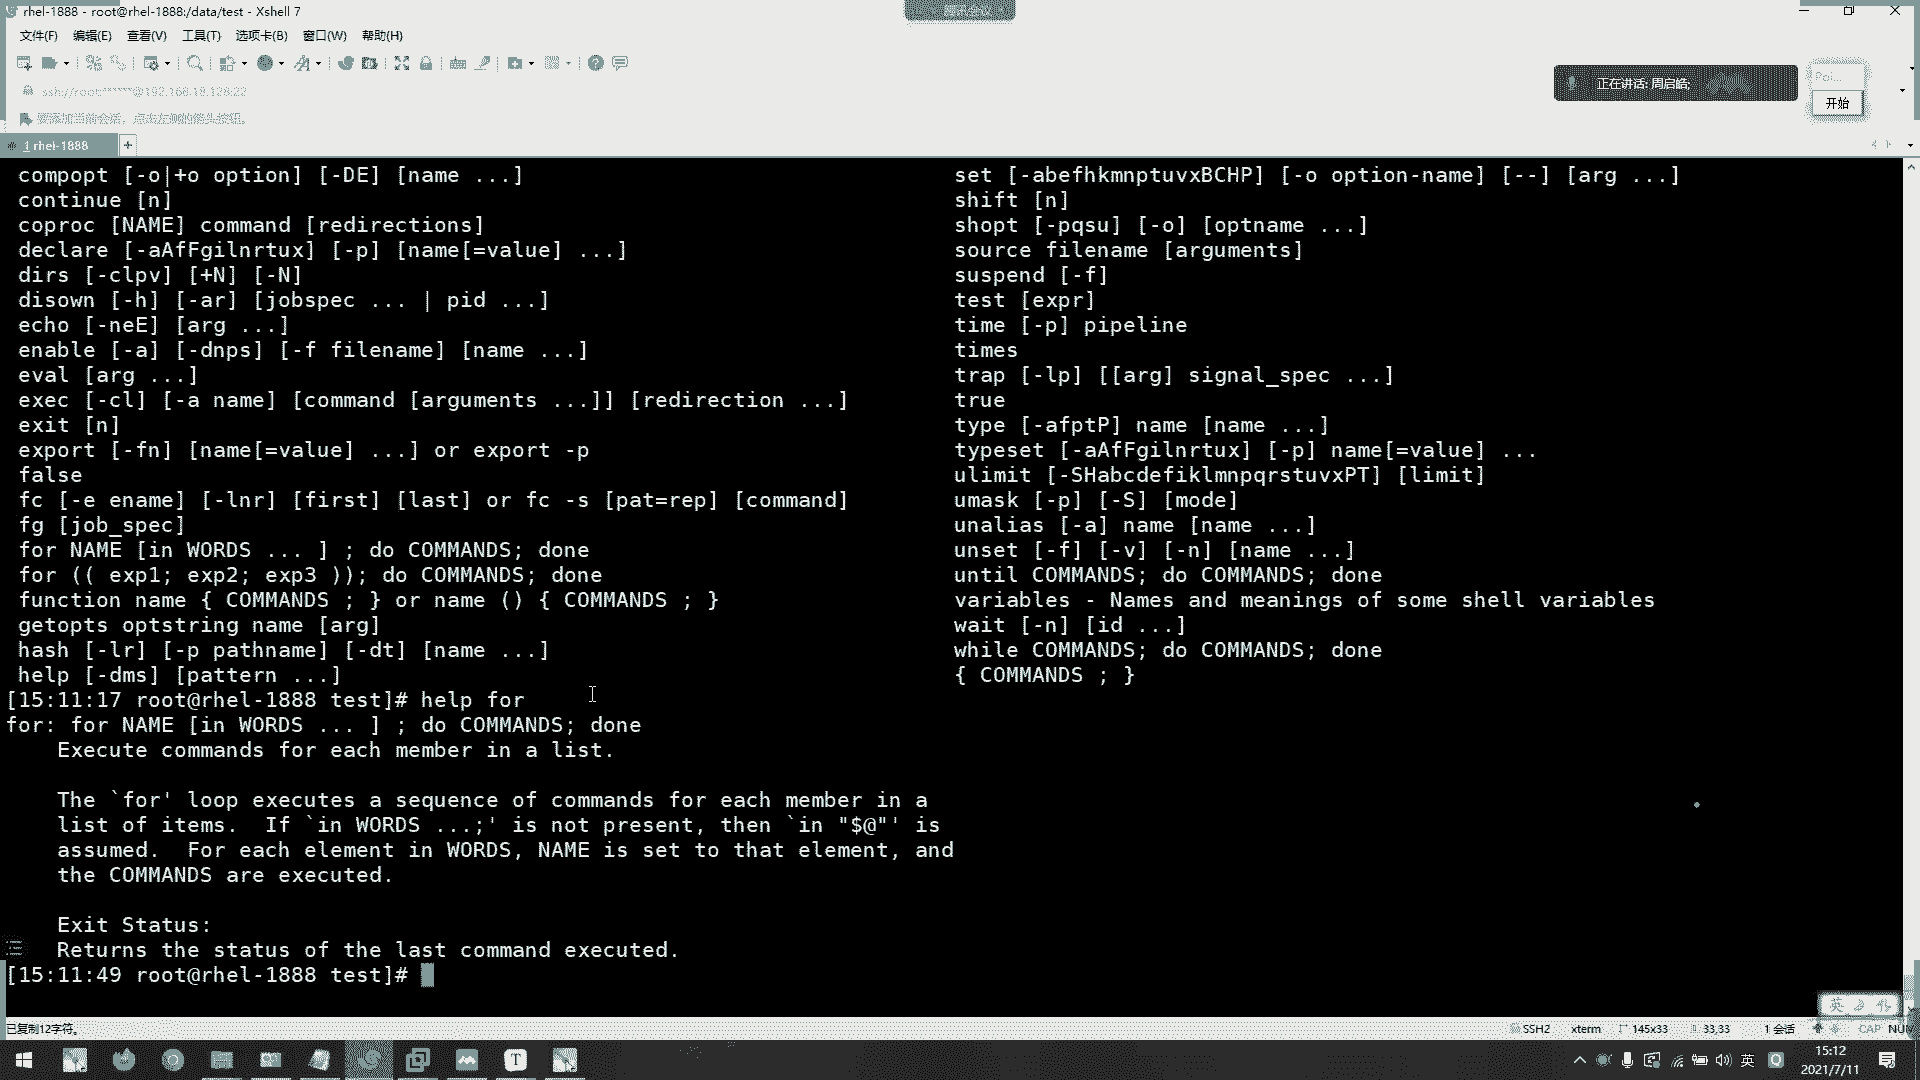 rhel-1888 - root@rhel-1888:/data/test - Xshell 7
文件(F) 编辑(E) 查看(V) 工具(T) 选项卡(B) 窗口(W) 帮助(H)
ssh://root:******@192.168.18.128:22
正在讲话: 周启皓;
Poi...
开始
要添加当前会话,点击左侧的箭头按钮。
1 rhel-1888
compopt [-o|+o option] [-DE] [name ...]
continue [n]
coproc [NAME] command [redirections]
declare [-aAfFgilnrtux] [-p] [name[=value] ...]
dirs [-clpv] [+N] [-N]
disown [-h] [-ar] [jobspec ... | pid ...]
echo [-neE] [arg ...]
enable [-a] [-dnps] [-f filename] [name ...]
eval [arg ...]
exec [-cl] [-a name] [command [arguments ...]] [redirection ...]
exit [n]
export [-fn] [name[=value] ...] or export -p
false
fc [-e ename] [-lnr] [first] [last] or fc -s [pat=rep] [command]
fg [job_spec]
for NAME [in WORDS ... ] ; do COMMANDS; done
for (( exp1; exp2; exp3 )); do COMMANDS; done
function name { COMMANDS ; } or name () { COMMANDS ; }
getopts optstring name [arg]
hash [-lr] [-p pathname] [-dt] [name ...]
help [-dms] [pattern ...]
set [-abefhkmnptuvxBCHP] [-o option-name] [--] [arg ...]
shift [n]
shopt [-pqsu] [-o] [optname ...]
source filename [arguments]
suspend [-f]
test [expr]
time [-p] pipeline
times
trap [-lp] [[arg] signal_spec ...]
true
type [-afptP] name [name ...]
typeset [-aAfFgilnrtux] [-p] name[=value] ...
ulimit [-SHabcdefiklmnpqrstuvxPT] [limit]
umask [-p] [-S] [mode]
unalias [-a] name [name ...]
unset [-f] [-v] [-n] [name ...]
until COMMANDS; do COMMANDS; done
variables - Names and meanings of some shell variables
wait [-n] [id ...]
while COMMANDS; do COMMANDS; done
{ COMMANDS ; }
[15:11:17 root@rhel-1888 test]# help for
for: for NAME [in WORDS ... ] ; do COMMANDS; done
Execute commands for each member in a list.
The `for' loop executes a sequence of commands for each member in a
list of items.  If `in WORDS ...;' is not present, then `in "$@"' is
assumed.  For each element in WORDS, NAME is set to that element, and
the COMMANDS are executed.
Exit Status:
Returns the status of the last command executed.
[15:11:49 root@rhel-1888 test]#
已复制12字符。
SSH2 xterm 145x33 33,33 1 会话 CAP NUM
英
15:12
2021/7/11